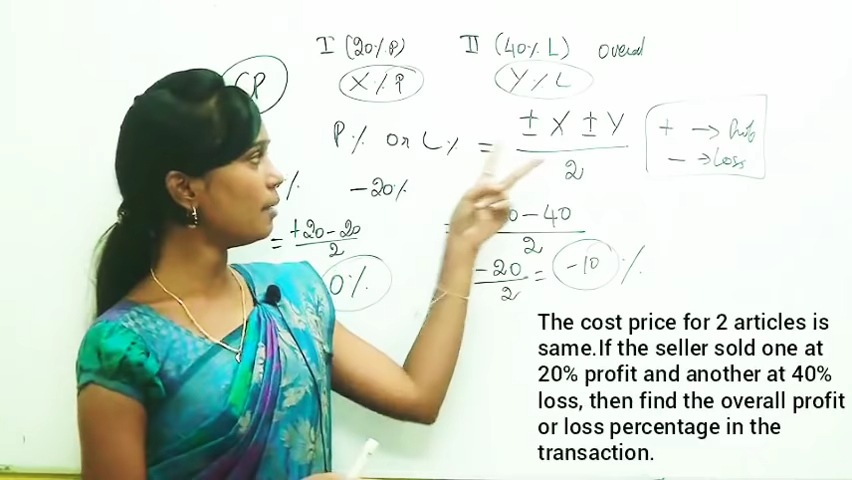 I (20% P) II (40% L) overall
CP X % P Y % L
P % or L % = ± X ± Y
2
+ → Profit
- → Loss
% -20%
= +20 - 20
2
0%
0 - 40
2
-20 = -10 %
2
The cost price for 2 articles is
same.If the seller sold one at
20% profit and another at 40%
loss, then find the overall profit
or loss percentage in the
transaction.